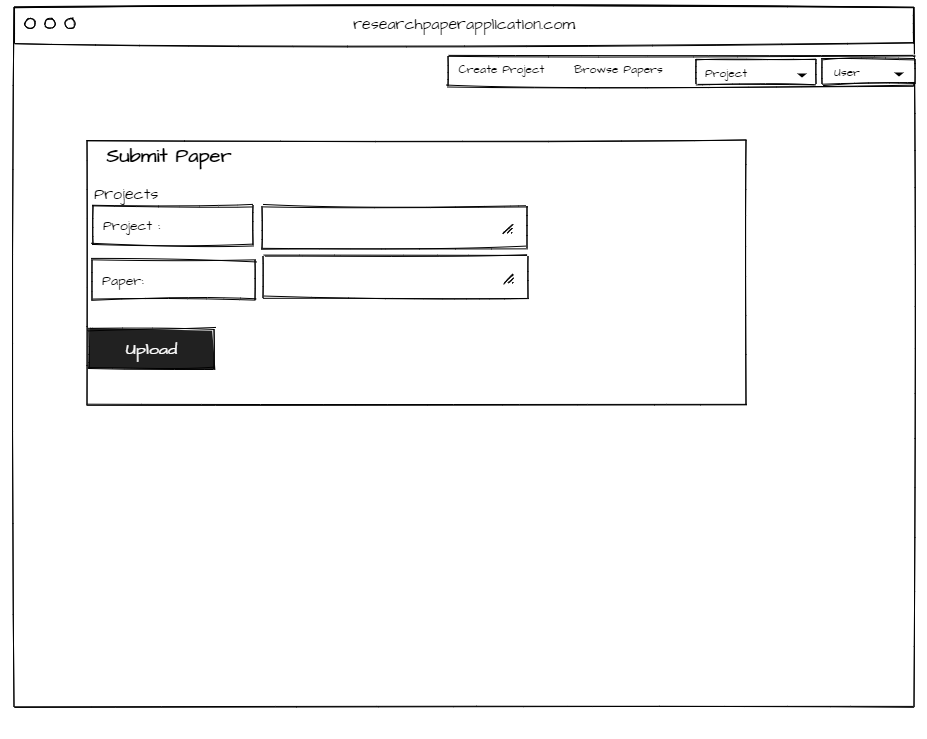 researchpaperapplication.com
Create Project Browse Papers Project User
Submit Paper
Projects
Project :
Paper:
Upload